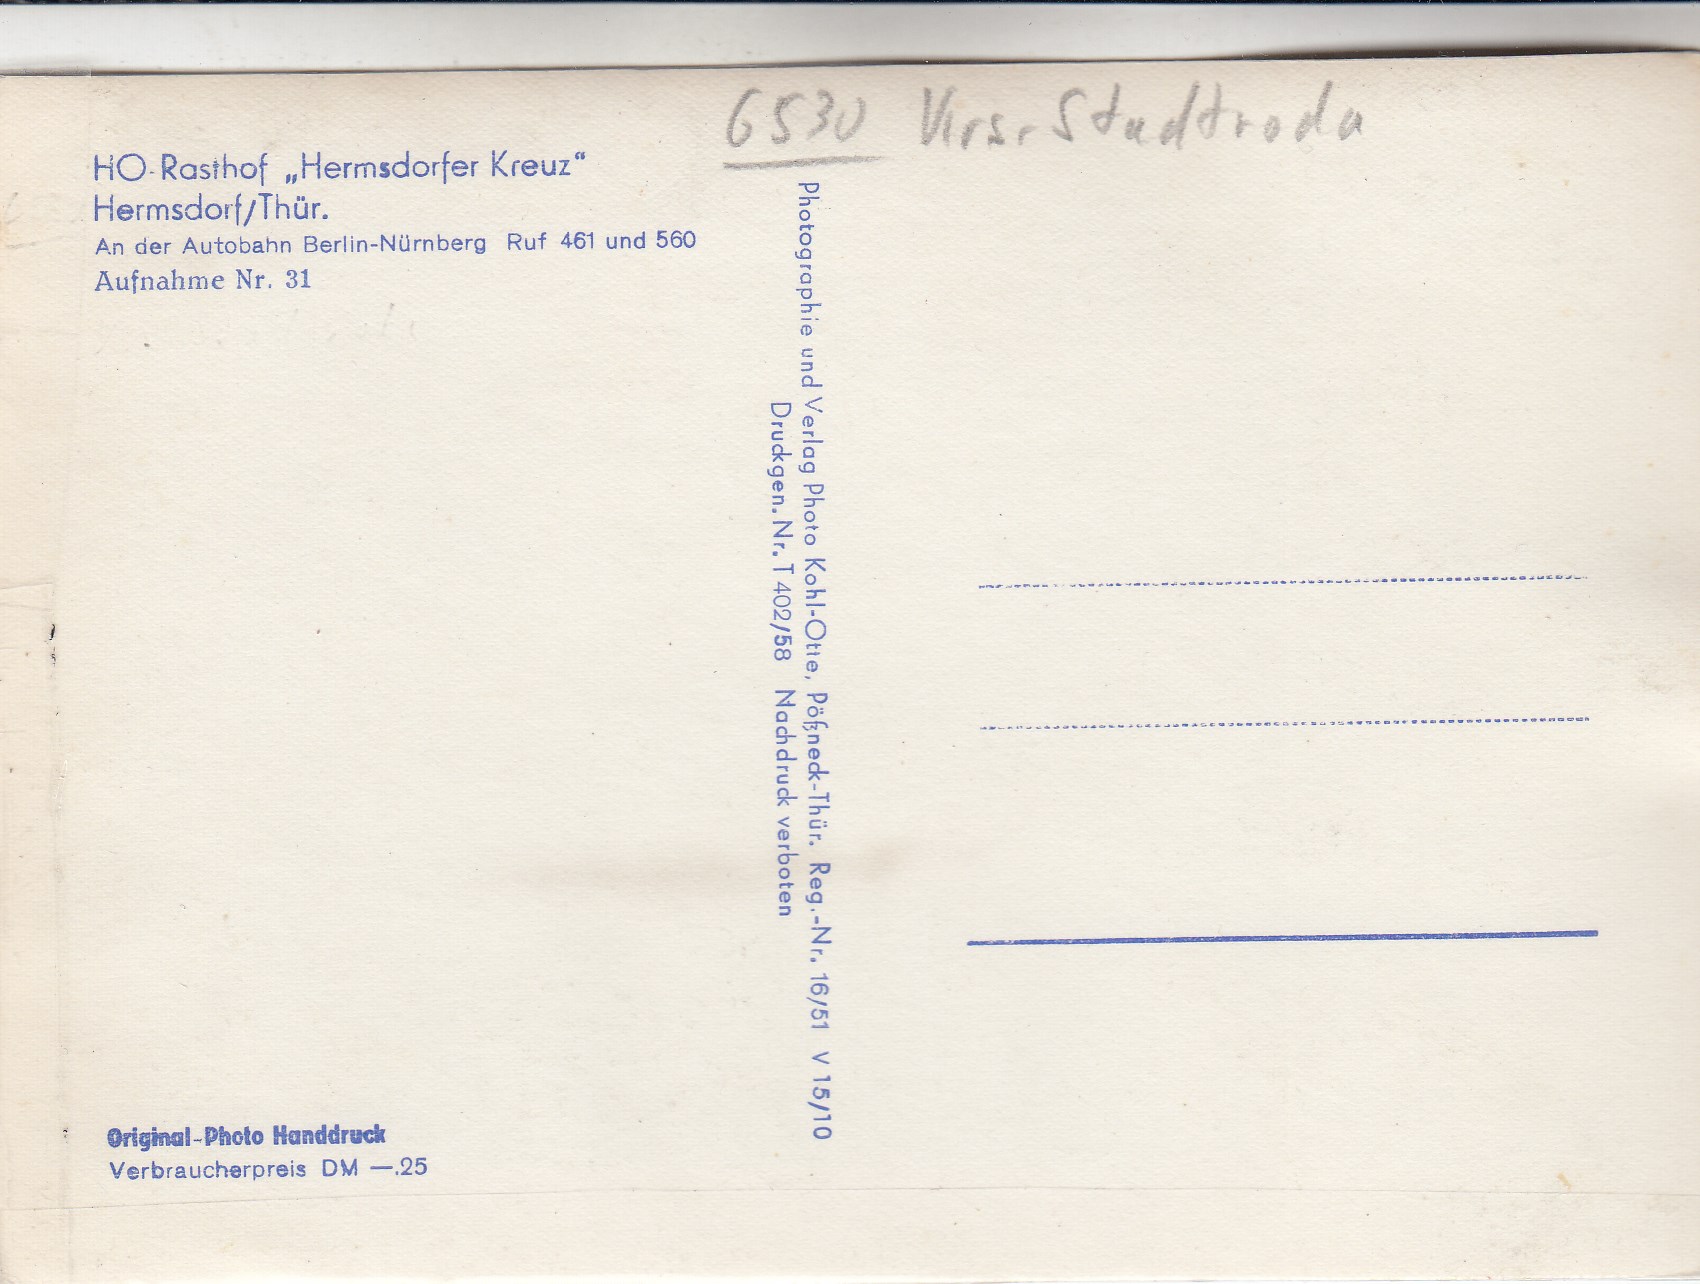 6530 Krs. Stadtroda
HO-Rasthof „Hermsdorfer Kreuz“
Hermsdorf/Thür.
An der Autobahn Berlin-Nürnberg Ruf 461 und 560
Aufnahme Nr. 31
Photographie und Verlag Photo Kohl-Otte, Pößneck-Thür. Reg.-Nr. 16/51 V 15/10
Druckgen. Nr. T 402/58 Nachdruck verboten
Original-Photo Handdruck
Verbraucherpreis DM —.25